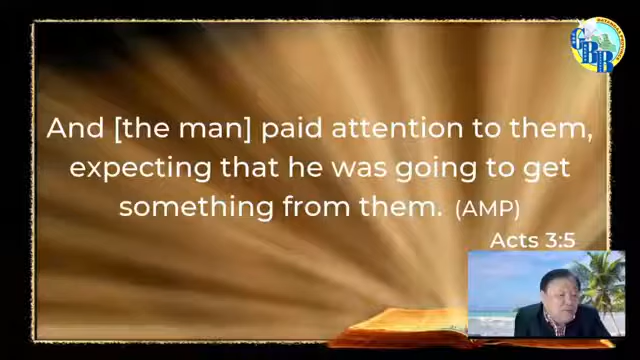 And [the man] paid attention to them,
expecting that he was going to get
something from them. (AMP)
Acts 3:5
GBB